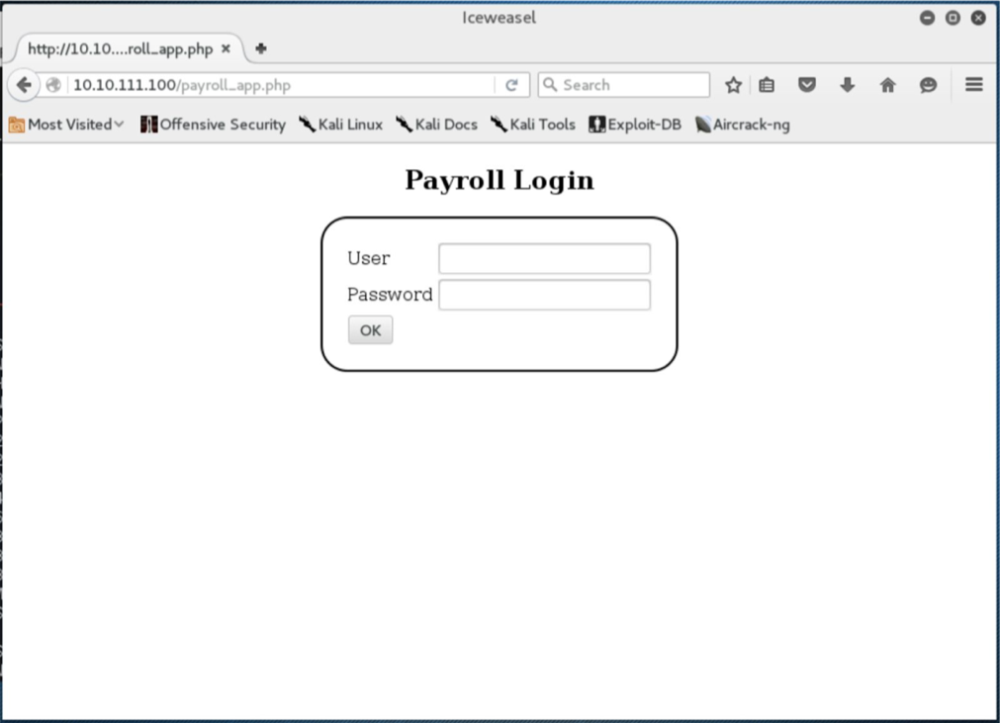 Iceweasel
http://10.10....roll_app.php
10.10.111.100/payroll_app.php Search
Most Visited Offensive Security Kali Linux Kali Docs Kali Tools Exploit-DB Aircrack-ng
Payroll Login
User
Password
OK